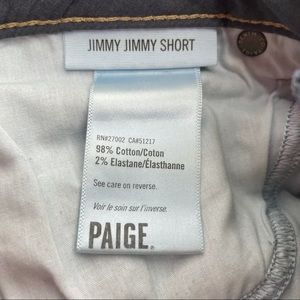 JIMMY JIMMY SHORT
RN#27002 CA#51217
98% Cotton/Coton
2% Elastane/Élasthanne
See care on reverse.
Voir le soin sur l'inverse.
PAIGE.